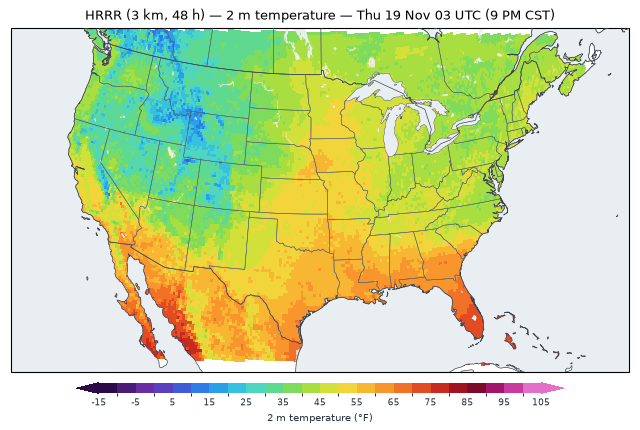 HRRR (3 km, 48 h) — 2 m temperature — Thu 19 Nov 03 UTC (9 PM CST)
-15 -5 5 15 25 35 45 55 65 75 85 95 105
2 m temperature (°F)